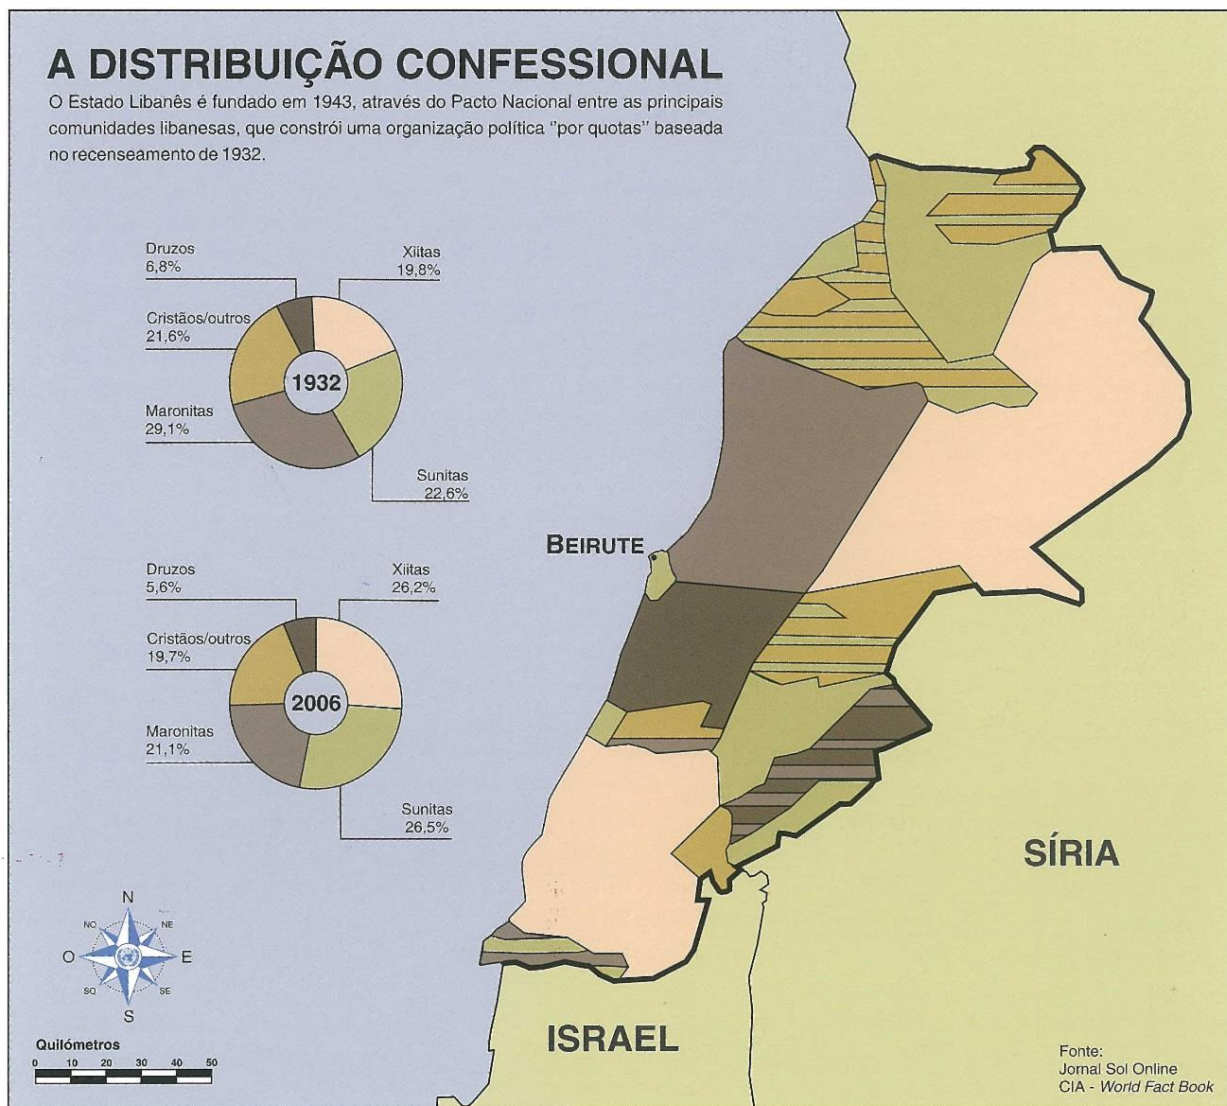 A DISTRIBUIÇÃO CONFESSIONAL
O Estado Libanês é fundado em 1943, através do Pacto Nacional entre as principais
comunidades libanesas, que constrói uma organização política "por quotas" baseada
no recenseamento de 1932.
Druzos
6,8%
Xiitas
19,8%
Cristãos/outros
21,6%
1932
Maronitas
29,1%
Sunitas
22,6%
BEIRUTE
Druzos
5,6%
Xiitas
26,2%
Cristãos/outros
19,7%
2006
Maronitas
21,1%
Sunitas
26,5%
SÍRIA
N
NO
NE
O
E
SO
SE
S
ISRAEL
Quilómetros
0 10 20 30 40 50
Fonte:
Jornal Sol Online
CIA - World Fact Book